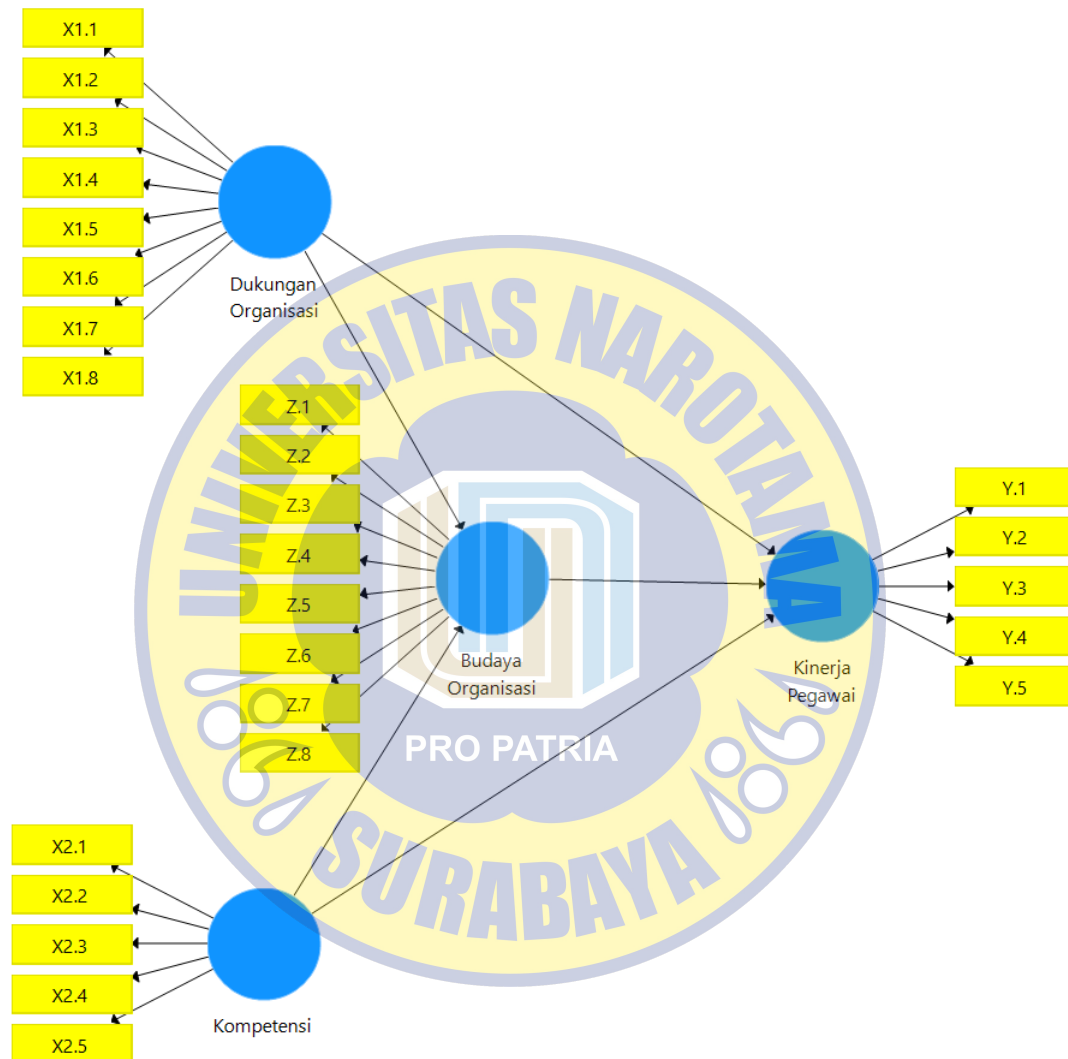 X1.1
X1.2
X1.3
X1.4
X1.5
X1.6
X1.7
X1.8
Dukungan
Organisasi
UNIVERSITAS NAROTAMA
Z.1
Z.2
Z.3
Z.4
Z.5
Z.6
Z.7
Z.8
Budaya
Organisasi
Kinerja
Pegawai
Y.1
Y.2
Y.3
Y.4
Y.5
PRO PATRIA
SURABAYA
X2.1
X2.2
X2.3
X2.4
X2.5
Kompetensi